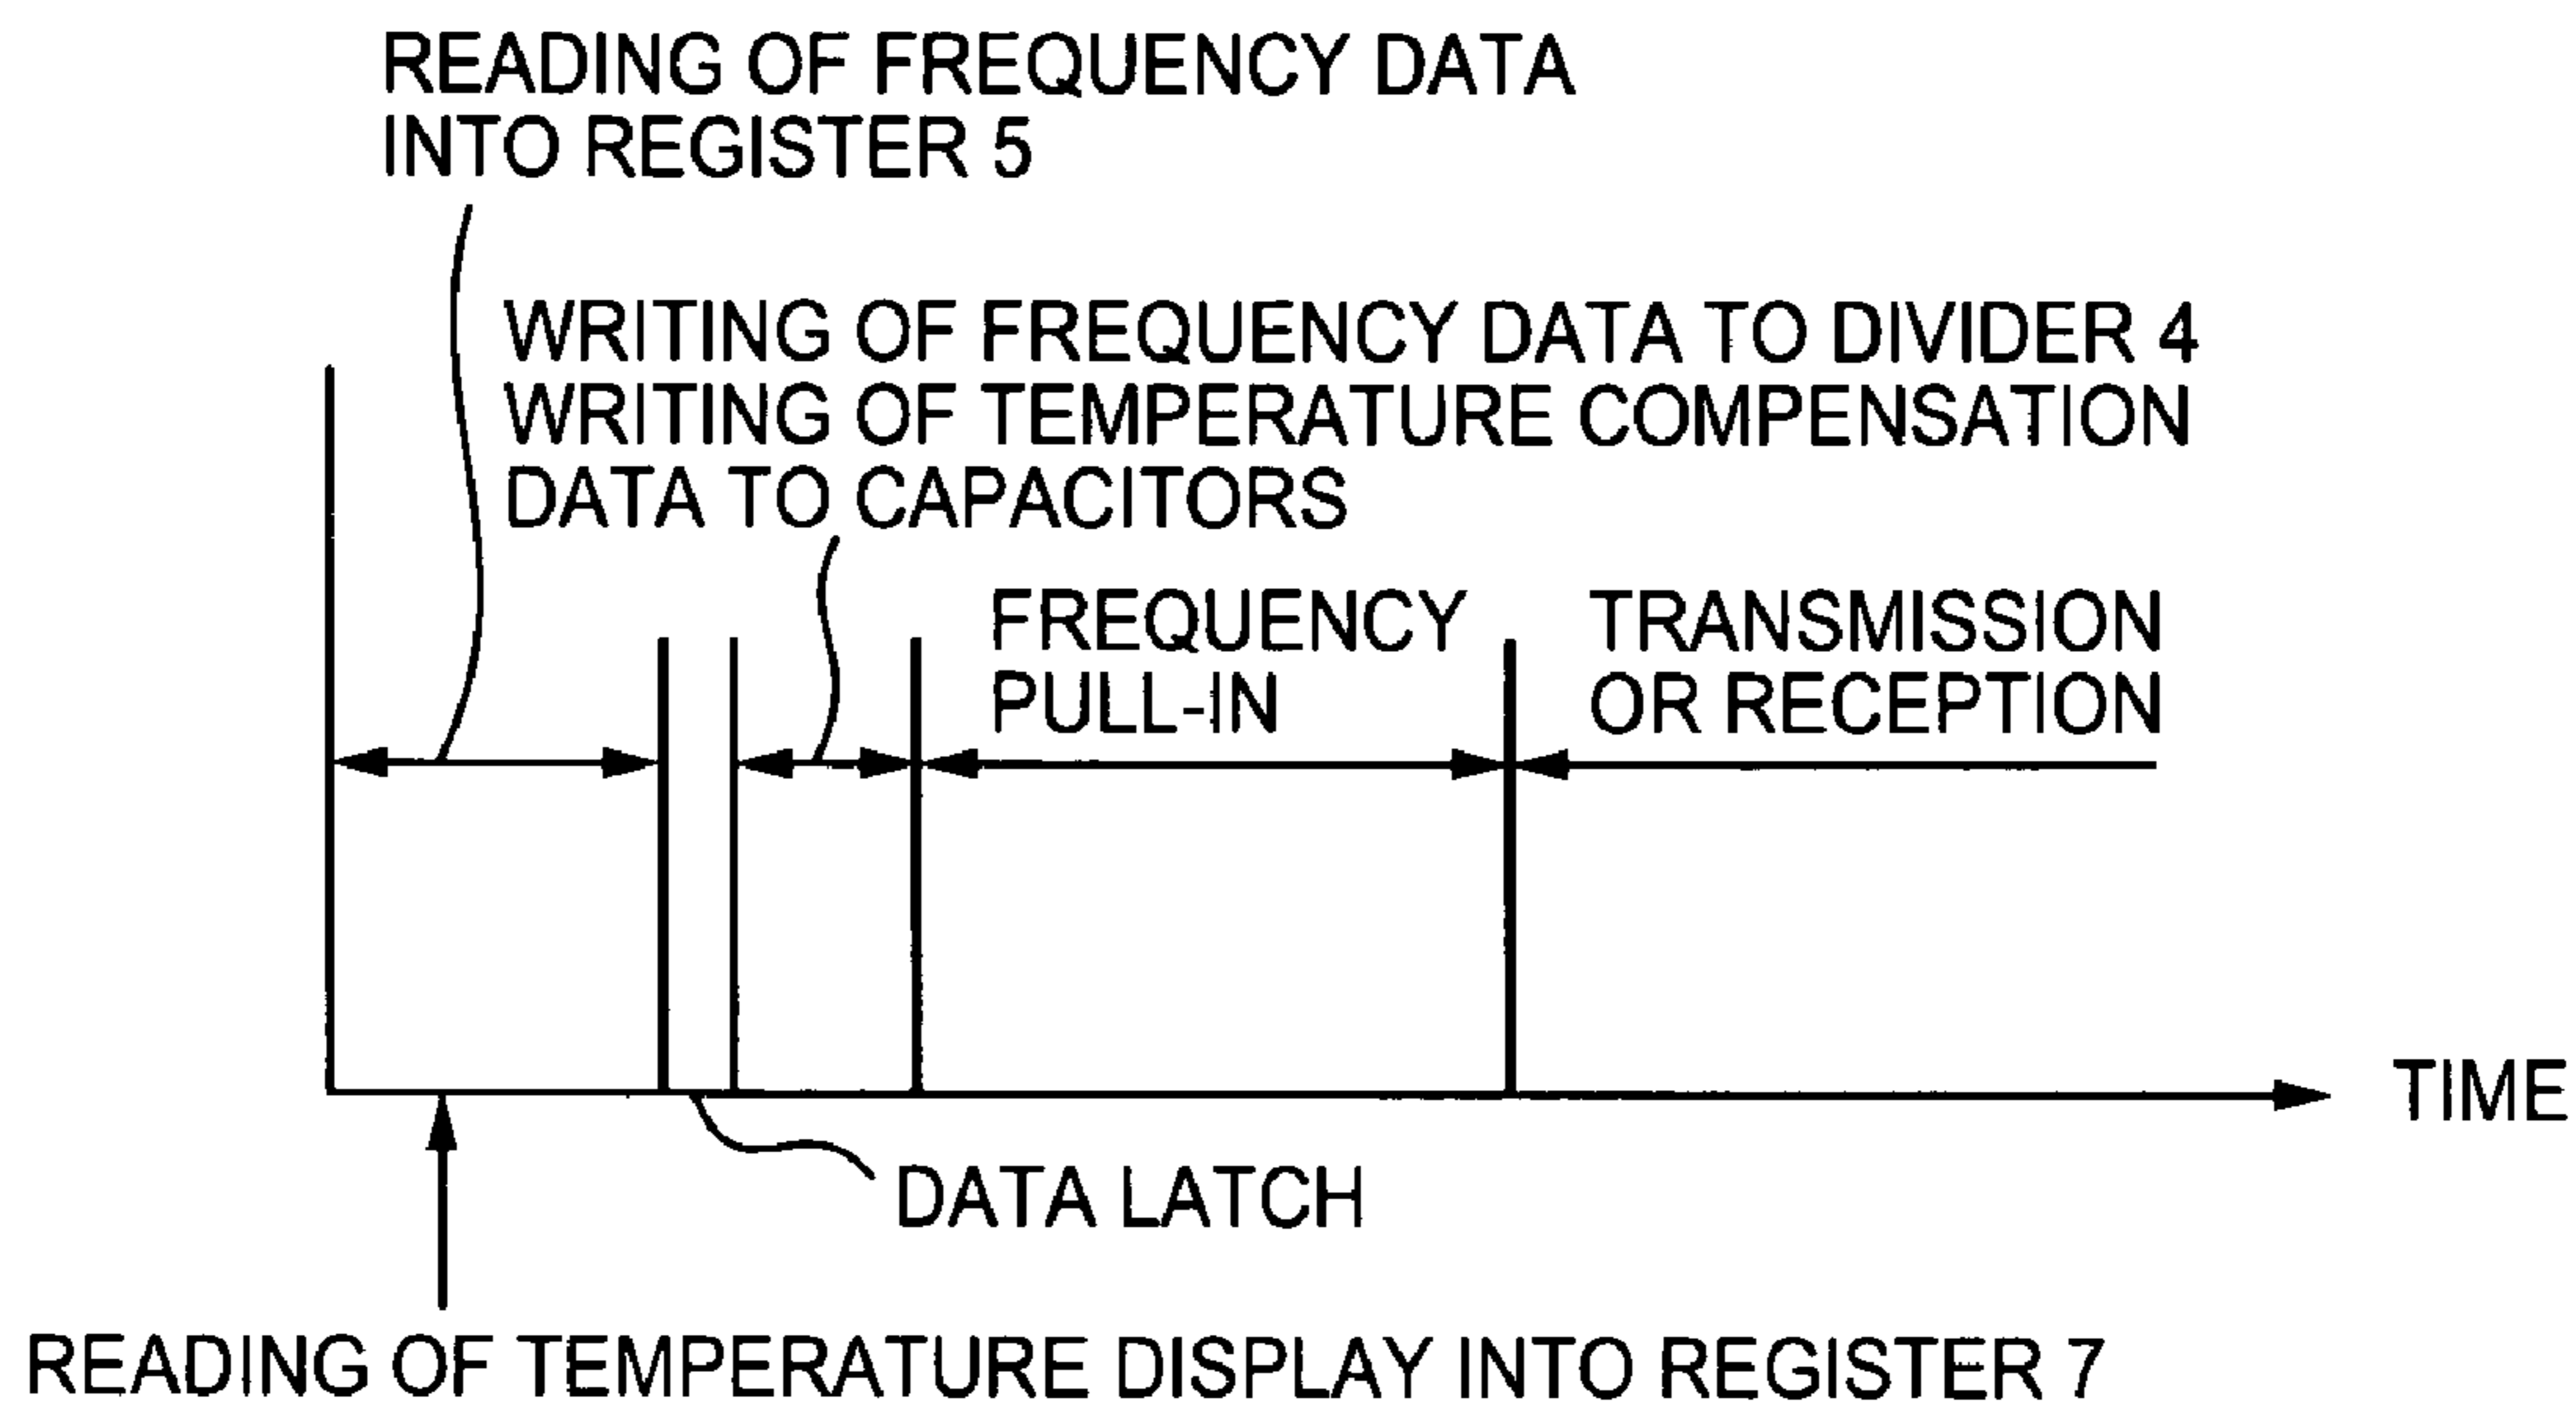 READING OF FREQUENCY DATA
INTO REGISTER 5
WRITING OF FREQUENCY DATA TO DIVIDER 4
WRITING OF TEMPERATURE COMPENSATION
DATA TO CAPACITORS
FREQUENCY
PULL-IN
TRANSMISSION
OR RECEPTION
TIME
DATA LATCH
READING OF TEMPERATURE DISPLAY INTO REGISTER 7